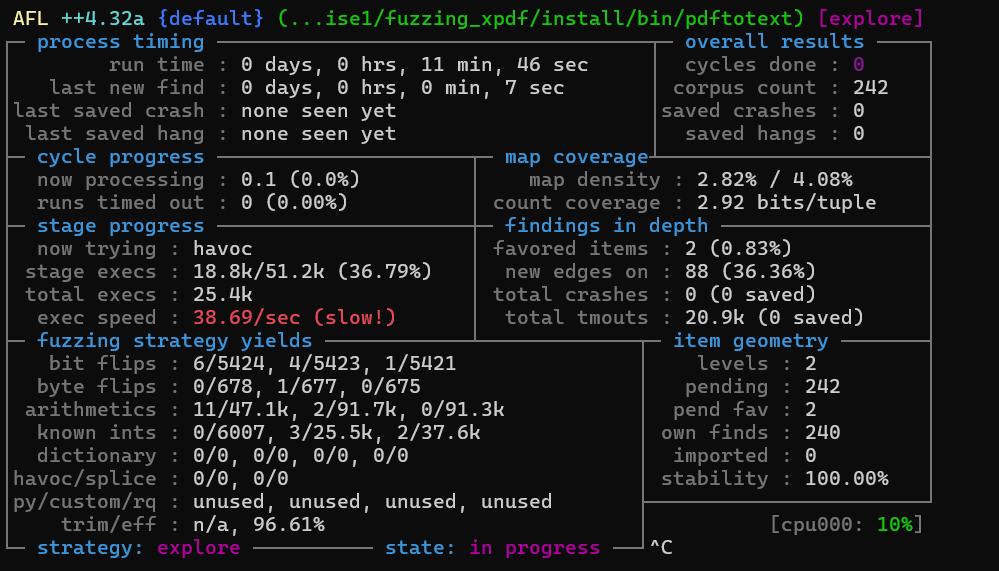 AFL ++4.32a {default} (...ise1/fuzzing_xpdf/install/bin/pdftotext) [explore]
process timing overall results
run time : 0 days, 0 hrs, 11 min, 46 sec cycles done : 0
last new find : 0 days, 0 hrs, 0 min, 7 sec corpus count : 242
last saved crash : none seen yet saved crashes : 0
last saved hang : none seen yet saved hangs : 0
cycle progress map coverage
now processing : 0.1 (0.0%) map density : 2.82% / 4.08%
runs timed out : 0 (0.00%) count coverage : 2.92 bits/tuple
stage progress findings in depth
now trying : havoc favored items : 2 (0.83%)
stage execs : 18.8k/51.2k (36.79%) new edges on : 88 (36.36%)
total execs : 25.4k total crashes : 0 (0 saved)
exec speed : 38.69/sec (slow!) total tmouts : 20.9k (0 saved)
fuzzing strategy yields item geometry
bit flips : 6/5424, 4/5423, 1/5421 levels : 2
byte flips : 0/678, 1/677, 0/675 pending : 242
arithmetics : 11/47.1k, 2/91.7k, 0/91.3k pend fav : 2
known ints : 0/6007, 3/25.5k, 2/37.6k own finds : 240
dictionary : 0/0, 0/0, 0/0, 0/0 imported : 0
havoc/splice : 0/0, 0/0 stability : 100.00%
py/custom/rq : unused, unused, unused, unused
trim/eff : n/a, 96.61% [cpu000: 10%]
strategy: explore state: in progress ^C